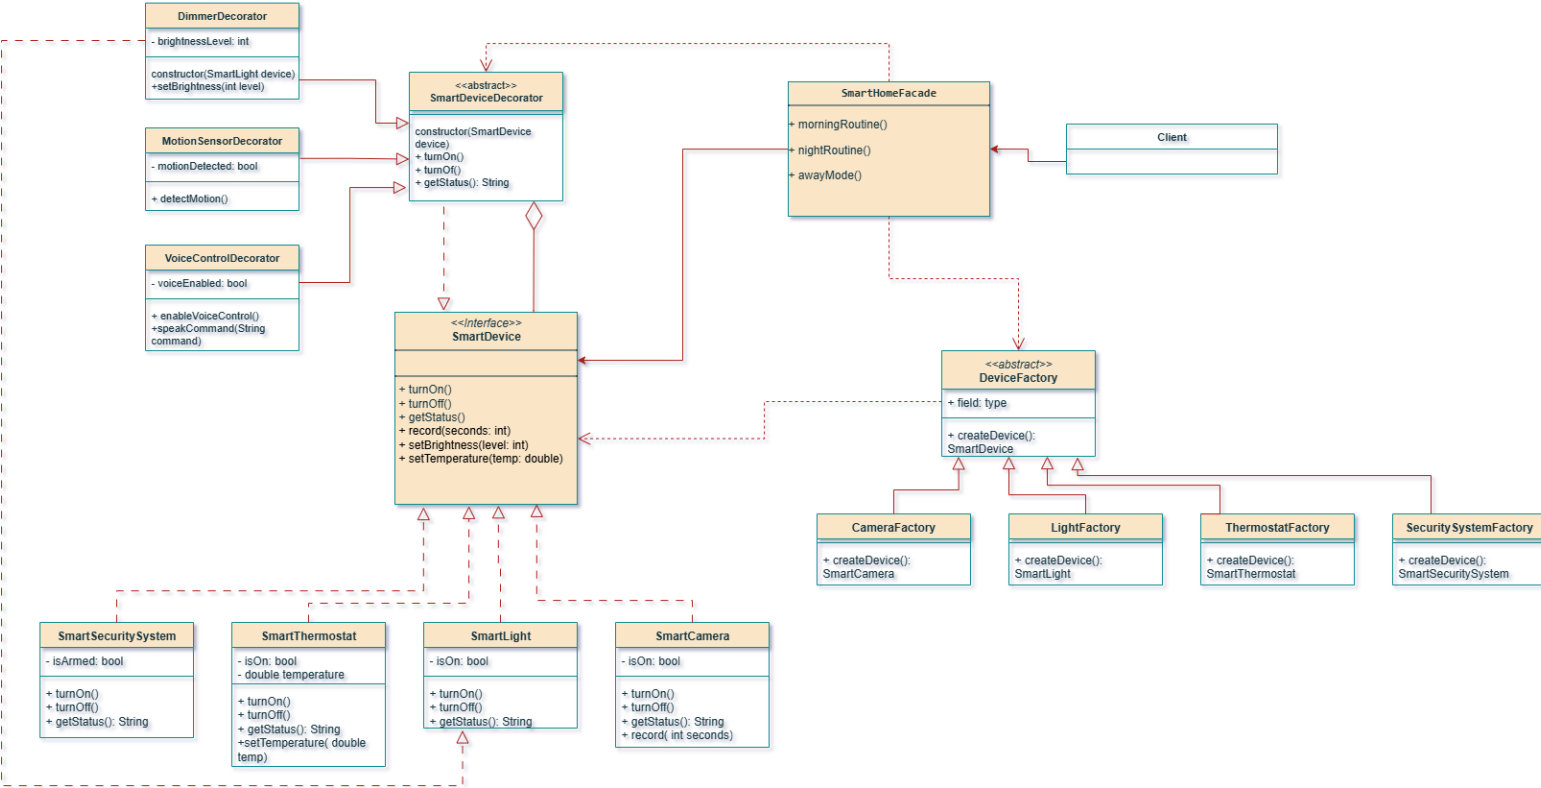 DimmerDecorator
- brightnessLevel: int
constructor(SmartLight device)
+setBrightness(int level)
MotionSensorDecorator
- motionDetected: bool
+ detectMotion()
VoiceControlDecorator
- voiceEnabled: bool
+ enableVoiceControl()
+speakCommand(String
command)
<<abstract>>
SmartDeviceDecorator
constructor(SmartDevice
device)
+ turnOn()
+ turnOf()
+ getStatus(): String
SmartHomeFacade
+ morningRoutine()
+ nightRoutine()
+ awayMode()
Client
<<Interface>>
SmartDevice
+ turnOn()
+ turnOff()
+ getStatus()
+ record(seconds: int)
+ setBrightness(level: int)
+ setTemperature(temp: double)
<<abstract>>
DeviceFactory
+ field: type
+ createDevice():
SmartDevice
CameraFactory
+ createDevice():
SmartCamera
LightFactory
+ createDevice():
SmartLight
ThermostatFactory
+ createDevice():
SmartThermostat
SecuritySystemFactory
+ createDevice():
SmartSecuritySystem
SmartSecuritySystem
- isArmed: bool
+ turnOn()
+ turnOff()
+ getStatus(): String
SmartThermostat
- isOn: bool
- double temperature
+ turnOn()
+ turnOff()
+ getStatus(): String
+setTemperature( double
temp)
SmartLight
- isOn: bool
+ turnOn()
+ turnOff()
+ getStatus(): String
SmartCamera
- isOn: bool
+ turnOn()
+ turnOff()
+ getStatus(): String
+ record( int seconds)